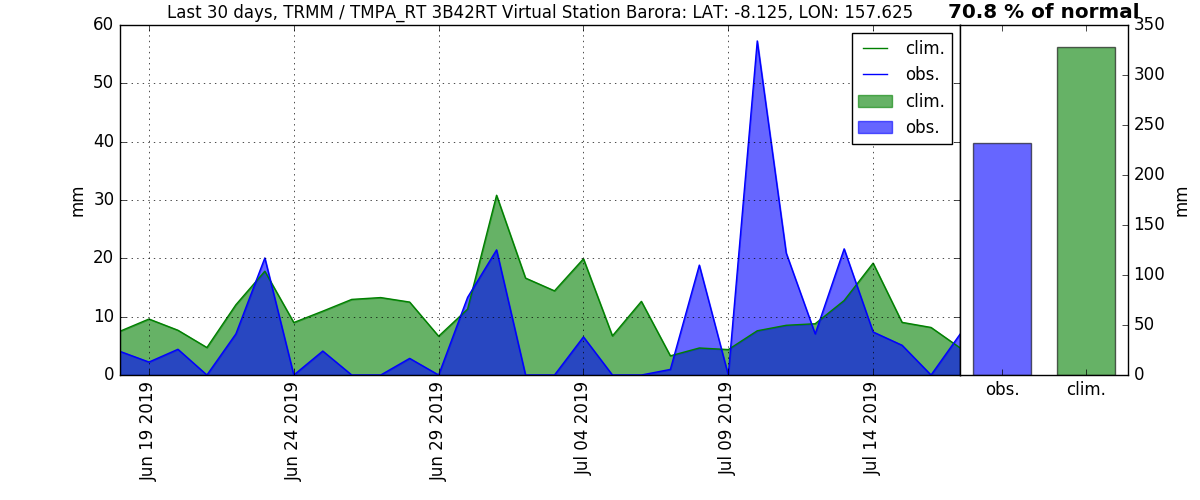 Last 30 days, TRMM / TMPA_RT 3B42RT Virtual Station Barora: LAT: -8.125, LON: 157.625
70.8 % of normal
60
50
40
30
20
10
0
mm
clim.
obs.
clim.
obs.
Jun 19 2019
Jun 24 2019
Jun 29 2019
Jul 04 2019
Jul 09 2019
Jul 14 2019
350
300
250
200
150
100
50
0
mm
obs.
clim.